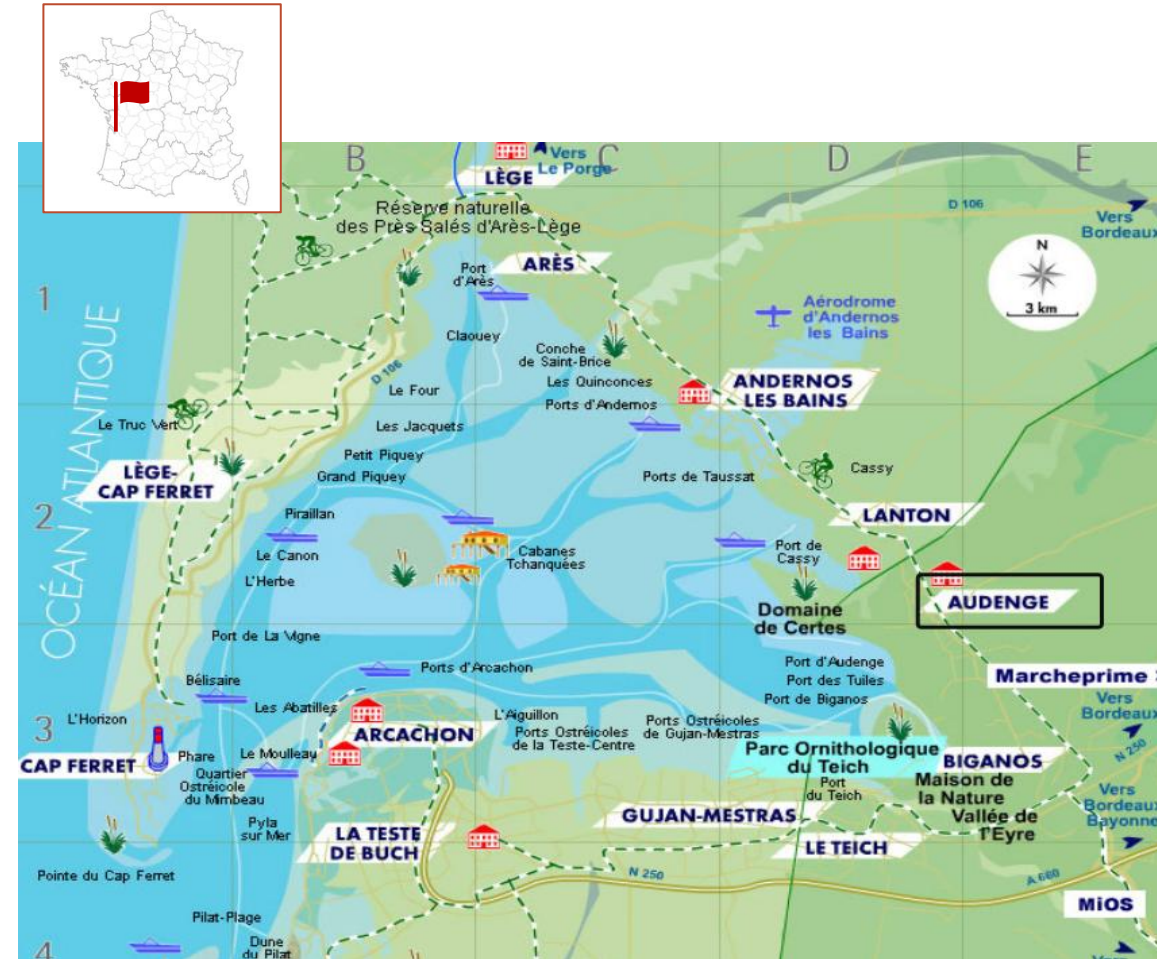 B
C
D
E
Vers
Le Porge
LÈGE
Réserve naturelle
des Près Salés d'Arès-Lège
D 106
Vers
Bordeaux
N
3 km
1
Port
d'Arès
ARÈS
Aérodrome
d'Andernos
les Bains
Claouey
Conche
de Saint-Brice
D 106
Le Four
Les Quinconces
Ports d'Andernos
ANDERNOS
LES BAINS
OCÉAN ATLANTIQUE
Le Truc Vert
Les Jacquets
Petit Piquey
Grand Piquey
LÈGE-
CAP FERRET
Ports de Taussat
Cassy
2
Piraillan
LANTON
Le Canon
Cabanes
Tchanquées
Port de
Cassy
L'Herbe
Domaine
de Certes
AUDENGE
Port de La Vigne
Bélisaire
Ports d'Arcachon
Port d'Audenge
Port des Tuiles
Port de Biganos
Marcheprime
Vers
Bordeaux
3
L'Horizon
Les Abatilles
L'Aiguillon
Ports Ostréicoles
de la Teste-Centre
Ports Ostréicoles
de Gujan-Mestras
ARCACHON
N 250
CAP FERRET
Phare
Le Moulleau
Quartier
Ostréicole
du Mimbeau
Parc Ornithologique
du Teich
BIGANOS
Port
du Teich
Maison de
la Nature
Vallée de
l'Eyre
Vers
Bordeaux
Bayonne
Pyla
sur Mer
LA TESTE
DE BUCH
GUJAN-MESTRAS
LE TEICH
Pointe du Cap Ferret
N 250
A 660
MiOS
Pilat-Plage
4
Dune
du Pilat